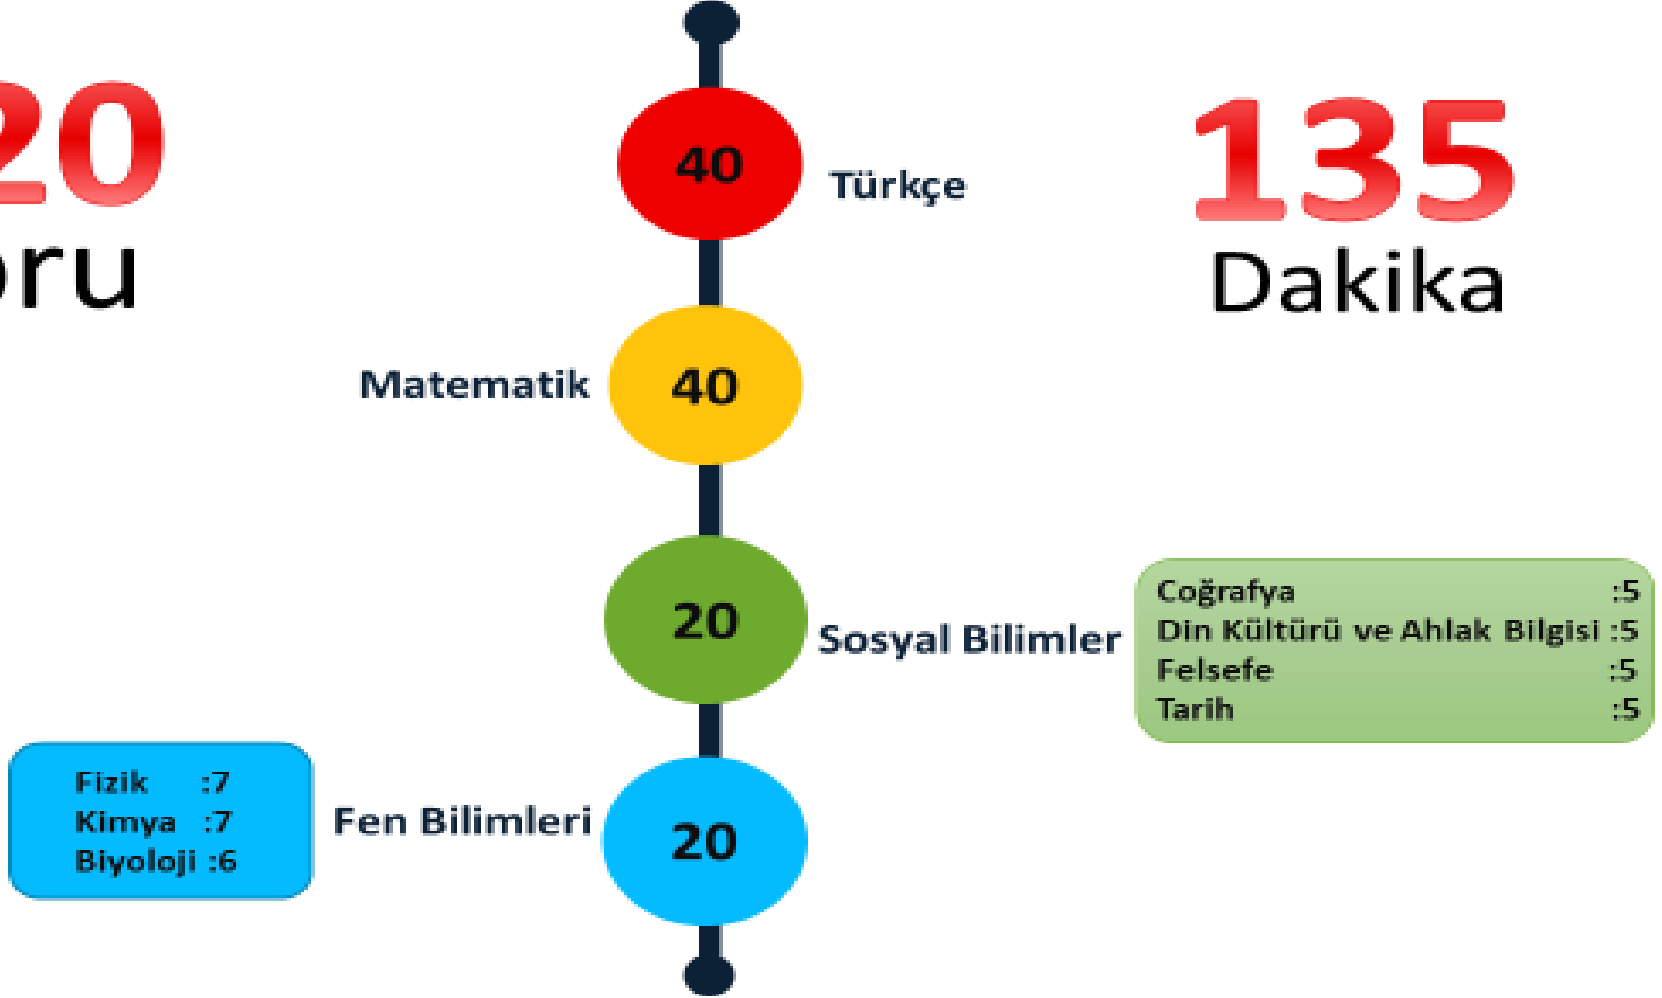 20
oru
40
Türkçe
135
Dakika
Matematik
40
20
Sosyal Bilimler
Coğrafya :5
Din Kültürü ve Ahlak Bilgisi :5
Felsefe :5
Tarih :5
Fizik :7
Kimya :7
Biyoloji :6
Fen Bilimleri
20